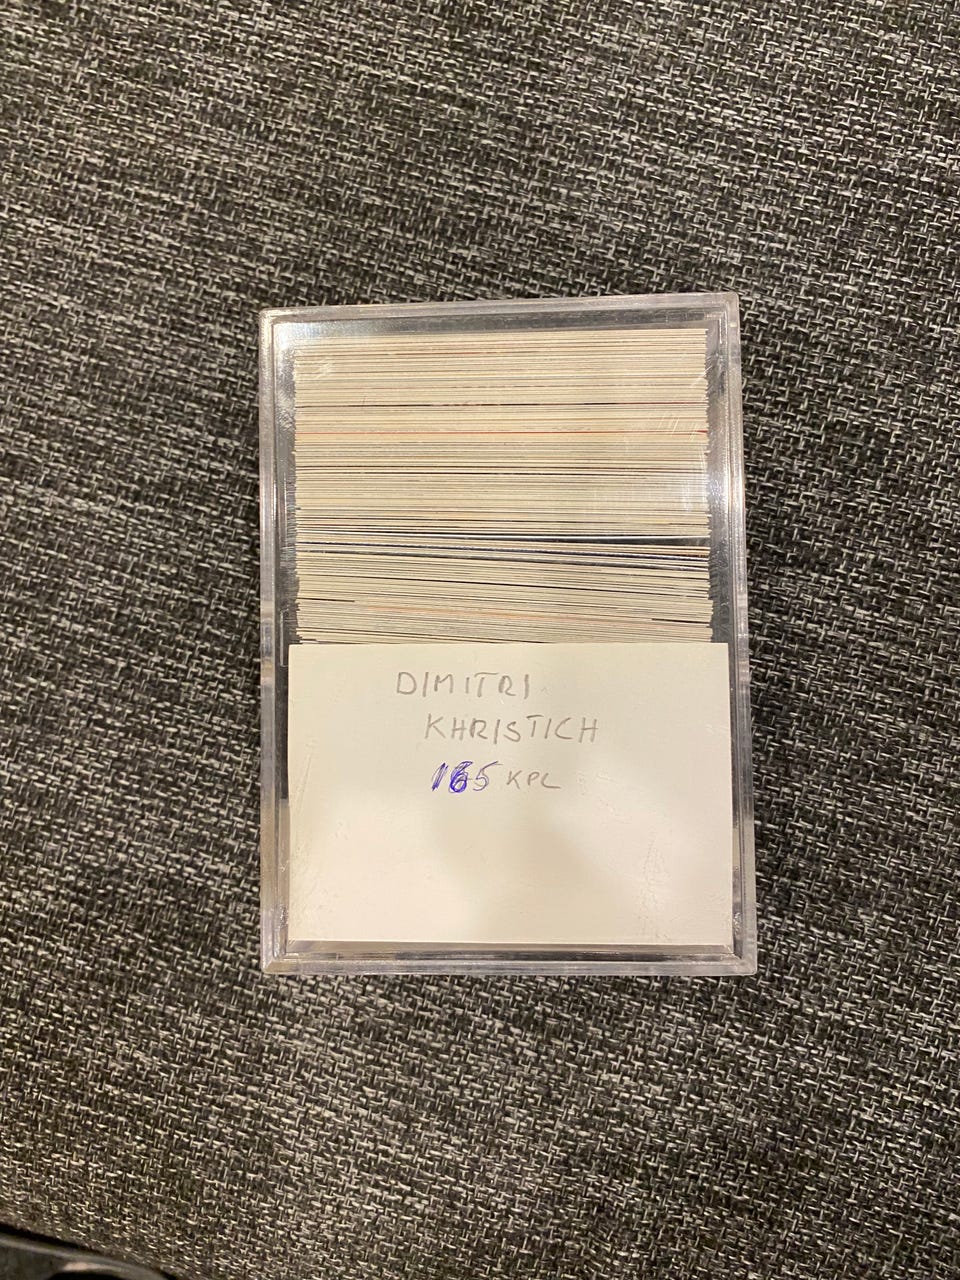 DIMITRI
KHRISTICH
165 KPL